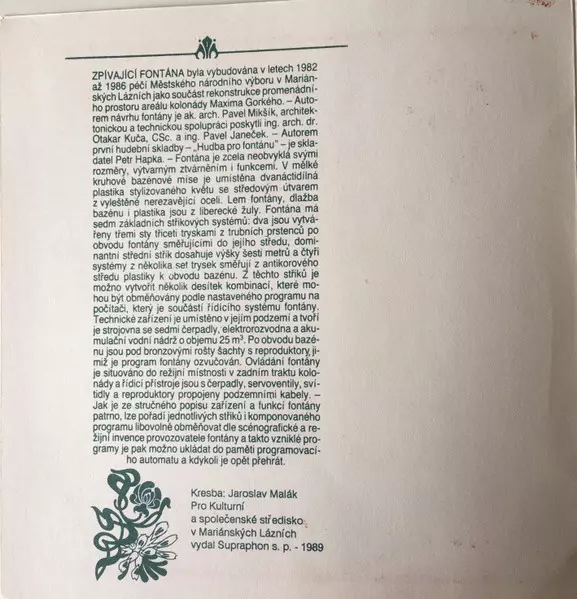 ZPÍVAJÍCÍ FONTÁNA byla vybudována v letech 1982
až 1986 péčí Městského národního výboru v Marián-
ských Lázních jako součást rekonstrukce promenádní-
ho prostoru areálu kolonády Maxima Gorkého. – Auto-
rem návrhu fontány je ak. arch. Pavel Mikšík, architek-
tonickou a technickou spolupráci poskytli ing. arch. dr.
Otakar Kuča, CSc. a ing. Pavel Janeček. – Autorem
první hudební skladby – „Hudba pro fontánu" – je skla-
datel Petr Hapka. – Fontána je zcela neobvyklá svými
rozměry, výtvarným ztvárněním i funkcemi. V mělké
kruhové bazénové míse je umístěna dvanáctidílná
plastika stylizovaného květu se středovým útvarem
z vyleštěné nerezavějící oceli. Lem fontány, dlažba
bazénu i plastika jsou z liberecké žuly. Fontána má
sedm základních střikových systémů: dva jsou vytvá-
řeny třemi sty třiceti tryskami z trubních prstenců po
obvodu fontány směřujícími do jejího středu, domi-
nantní střední střik dosahuje výšky šesti metrů a čtyři
systémy z několika set trysek směřují z antikorového
středu plastiky k obvodu bazénu. Z těchto střiků je
možno vytvořit několik desítek kombinací, které mo-
hou být obměňovány podle nastaveného programu na
počítači, který je součástí řídícího systému fontány.
Technické zařízení je umístěno v jejím podzemí a tvoří
je strojovna se sedmi čerpadly, elektrorozvodna a aku-
mulační vodní nádrž o objemu 25 m³. Po obvodu bazé-
nu jsou pod bronzovými rošty šachty s reproduktory, ji-
miž je program fontány ozvučován. Ovládání fontány
je situováno do režijní místnosti v zadním traktu kolo-
nády a řídící přístroje jsou s čerpadly, servoventily, sví-
tidly a reproduktory propojeny podzemními kabely. –
Jak je ze stručného popisu zařízení a funkcí fontány
patrno, lze pořadí jednotlivých střiků i komponovaného
programu libovolně obměňovat dle scénografické a re-
žijní invence provozovatele fontány a takto vzniklé pro-
gramy je pak možno ukládat do paměti programovací-
ho automatu a kdykoli je opět přehrát.
Kresba: Jaroslav Malák
Pro Kulturní
a společenské středisko
v Mariánských Lázních
vydal Supraphon s. p. - 1989